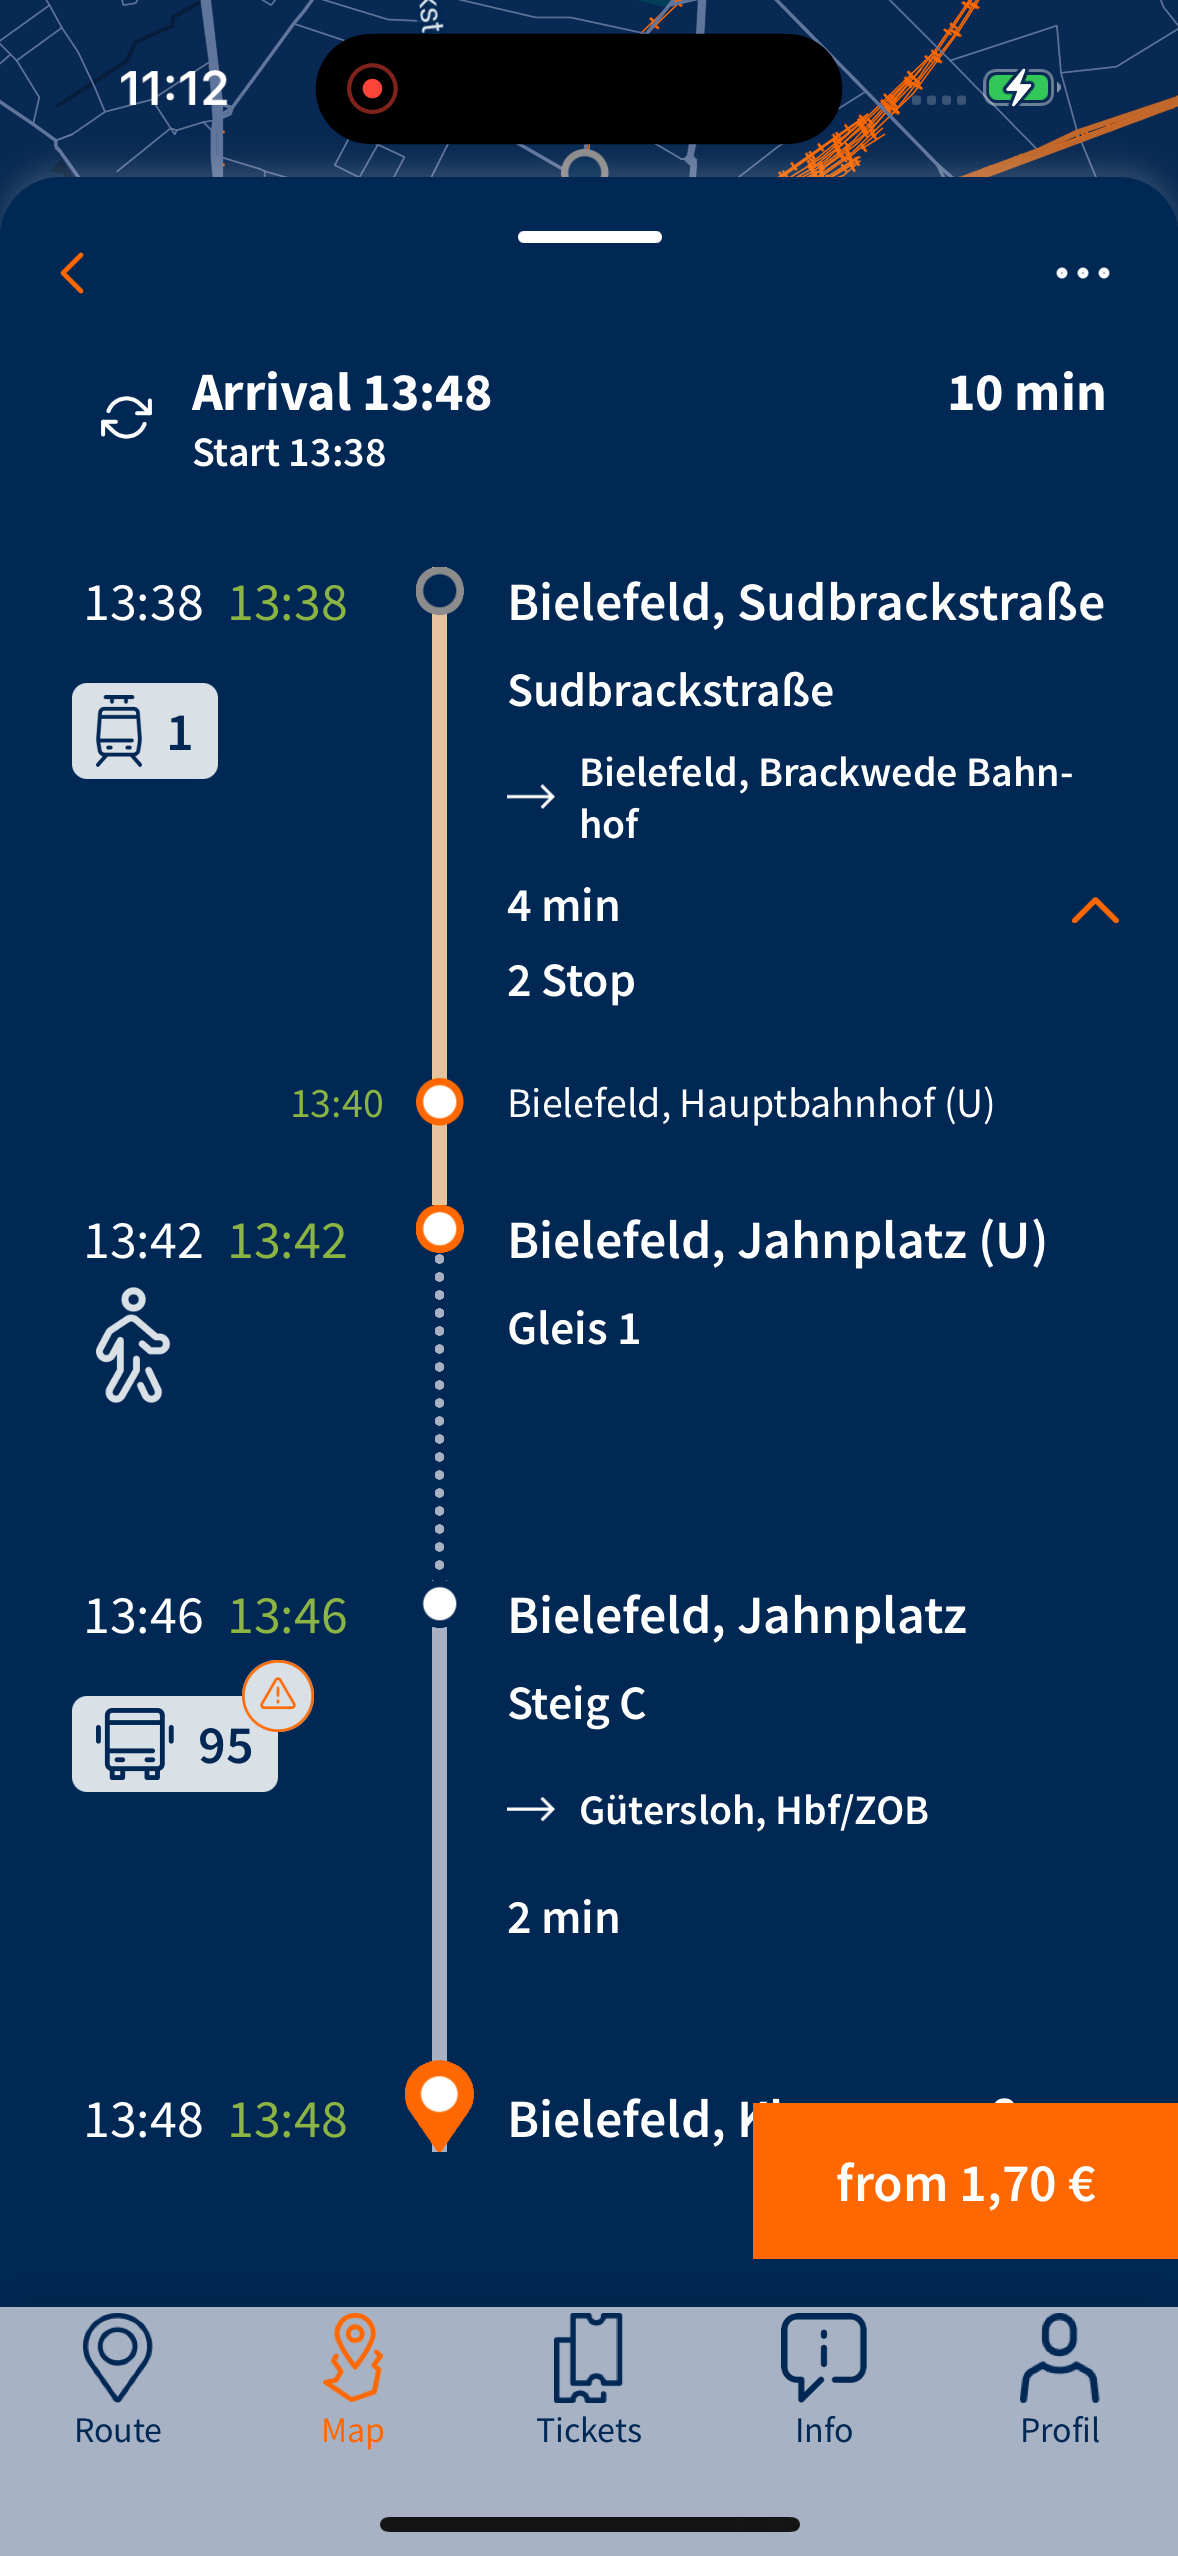 kst
11:12
Arrival 13:48
10 min
Start 13:38
13:38 13:38 Bielefeld, Sudbrackstraße
Sudbrackstraße
1
Bielefeld, Brackwede Bahn-
hof
4 min
2 Stop
13:40 Bielefeld, Hauptbahnhof (U)
13:42 13:42 Bielefeld, Jahnplatz (U)
Gleis 1
13:46 13:46 Bielefeld, Jahnplatz
Steig C
95
Gütersloh, Hbf/ZOB
2 min
13:48 13:48 Bielefeld,
from 1,70 €
Route Map Tickets Info Profil